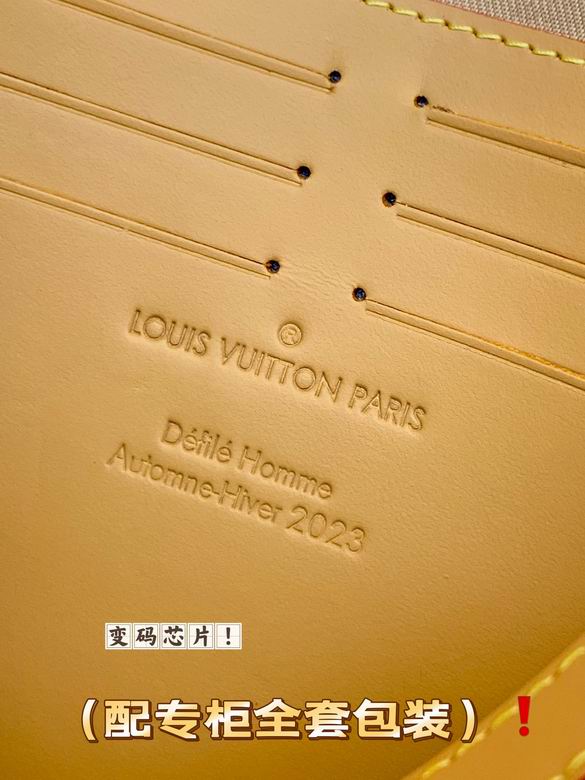 ®
LOUIS VUITTON PARIS
Défilé Homme
Automne-Hiver 2023
变码芯片！
（配专柜全套包装）❗